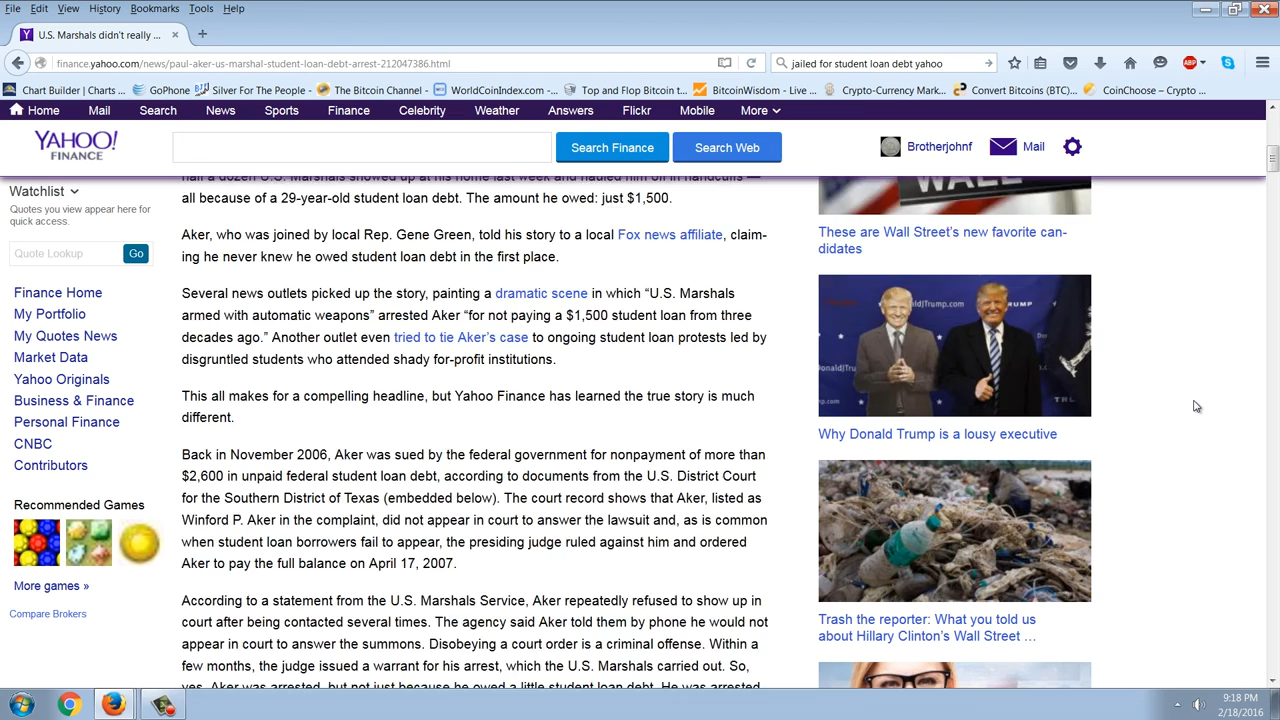 File Edit View History Bookmarks Tools Help
U.S. Marshals didn't really ...
finance.yahoo.com/news/paul-aker-us-marshal-student-loan-debt-arrest-212047386.html
jailed for student loan debt yahoo
ABP
Chart Builder | Charts ... GoPhone Silver For The People - The Bitcoin Channel - WorldCoinIndex.com - ... Top and Flop Bitcoin t... BitcoinWisdom - Live ... Crypto-Currency Mark... Convert Bitcoins (BTC)... CoinChoose – Crypto ...
Home Mail Search News Sports Finance Celebrity Weather Answers Flickr Mobile More
YAHOO!
FINANCE
Search Finance
Search Web
Brotherjohnf
Mail
Watchlist
Quotes you view appear here for
quick access.
Quote Lookup
Go
Finance Home
My Portfolio
My Quotes News
Market Data
Yahoo Originals
Business & Finance
Personal Finance
CNBC
Contributors
Recommended Games
More games »
Compare Brokers
half a dozen U.S. Marshals showed up at his home last week and hauled him off in handcuffs —
all because of a 29-year-old student loan debt. The amount he owed: just $1,500.
Aker, who was joined by local Rep. Gene Green, told his story to a local Fox news affiliate, claim-
ing he never knew he owed student loan debt in the first place.
Several news outlets picked up the story, painting a dramatic scene in which “U.S. Marshals
armed with automatic weapons” arrested Aker “for not paying a $1,500 student loan from three
decades ago.” Another outlet even tried to tie Aker’s case to ongoing student loan protests led by
disgruntled students who attended shady for-profit institutions.
This all makes for a compelling headline, but Yahoo Finance has learned the true story is much
different.
Back in November 2006, Aker was sued by the federal government for nonpayment of more than
$2,600 in unpaid federal student loan debt, according to documents from the U.S. District Court
for the Southern District of Texas (embedded below). The court record shows that Aker, listed as
Winford P. Aker in the complaint, did not appear in court to answer the lawsuit and, as is common
when student loan borrowers fail to appear, the presiding judge ruled against him and ordered
Aker to pay the full balance on April 17, 2007.
According to a statement from the U.S. Marshals Service, Aker repeatedly refused to show up in
court after being contacted several times. The agency said Aker told them by phone he would not
appear in court to answer the summons. Disobeying a court order is a criminal offense. Within a
few months, the judge issued a warrant for his arrest, which the U.S. Marshals carried out. So,
yes, Aker was arrested, but not just because he owed a little student loan debt. He was arrested
WALL
These are Wall Street’s new favorite can-
didates
DonaldJTrump.com
TRUMP
Why Donald Trump is a lousy executive
Trash the reporter: What you told us
about Hillary Clinton’s Wall Street ...
9:18 PM
2/18/2016